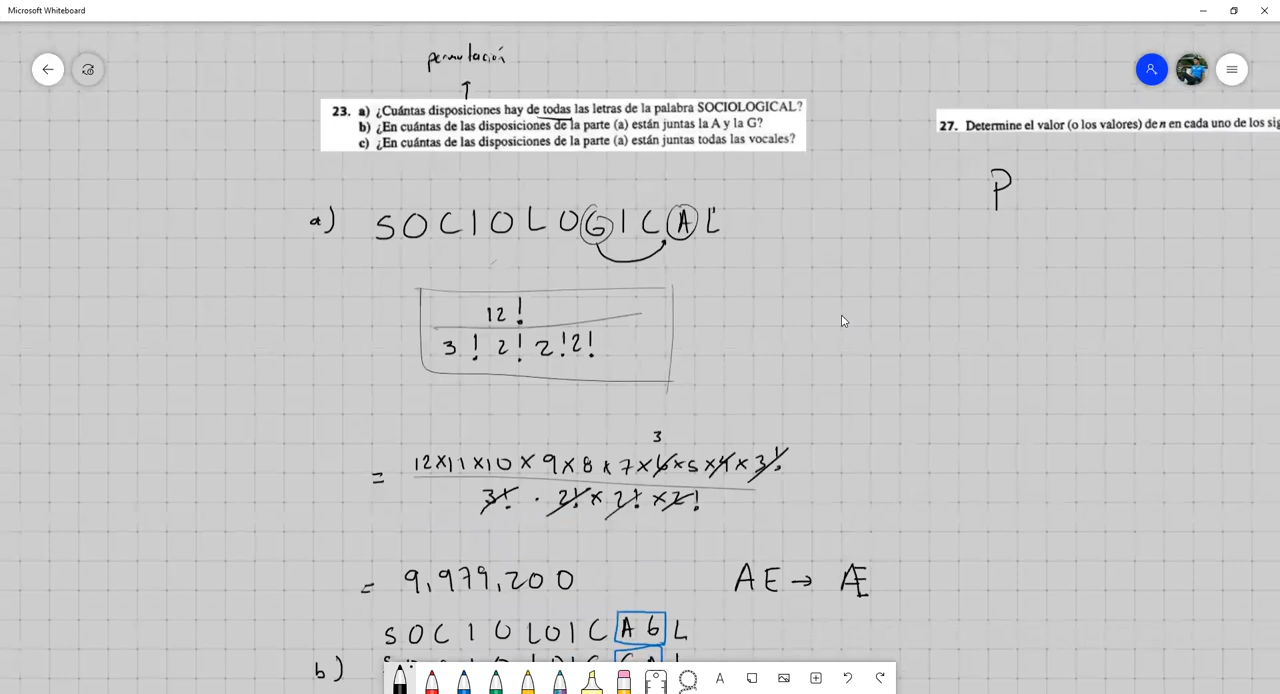 Microsoft Whiteboard
permutación
23. a) ¿Cuántas disposiciones hay de todas las letras de la palabra SOCIOLOGICAL?
b) ¿En cuántas de las disposiciones de la parte (a) están juntas la A y la G?
c) ¿En cuántas de las disposiciones de la parte (a) están juntas todas las vocales?
27. Determine el valor (o los valores) de n en cada uno de los sig
P
a) SOCIOLOGICAL
12!
3! 2! 2! 2!
3
= 12×11×10×9×8×7×6×5×4×3!
3! · 2! × 2! × 2!
= 9,979,200
AE → Æ
SOCIOLOICAGL
b)
A